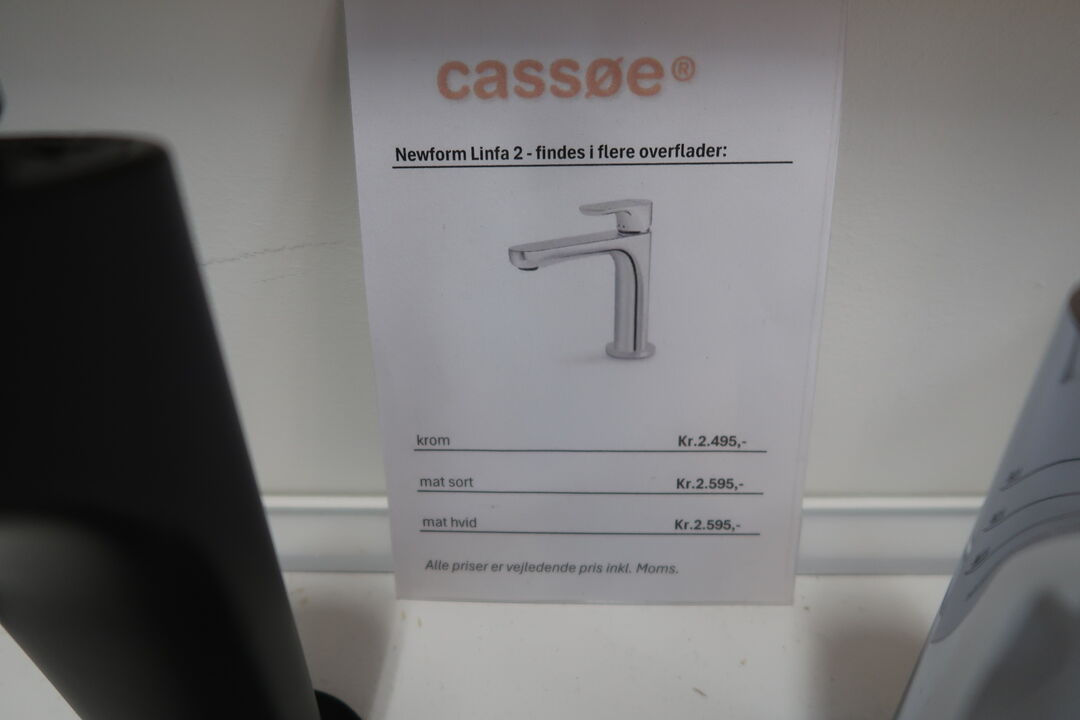 cassøe®
Newform Linfa 2 - findes i flere overflader:
krom Kr.2.495,-
mat sort Kr.2.595,-
mat hvid Kr.2.595,-
Alle priser er vejledende pris inkl. Moms.